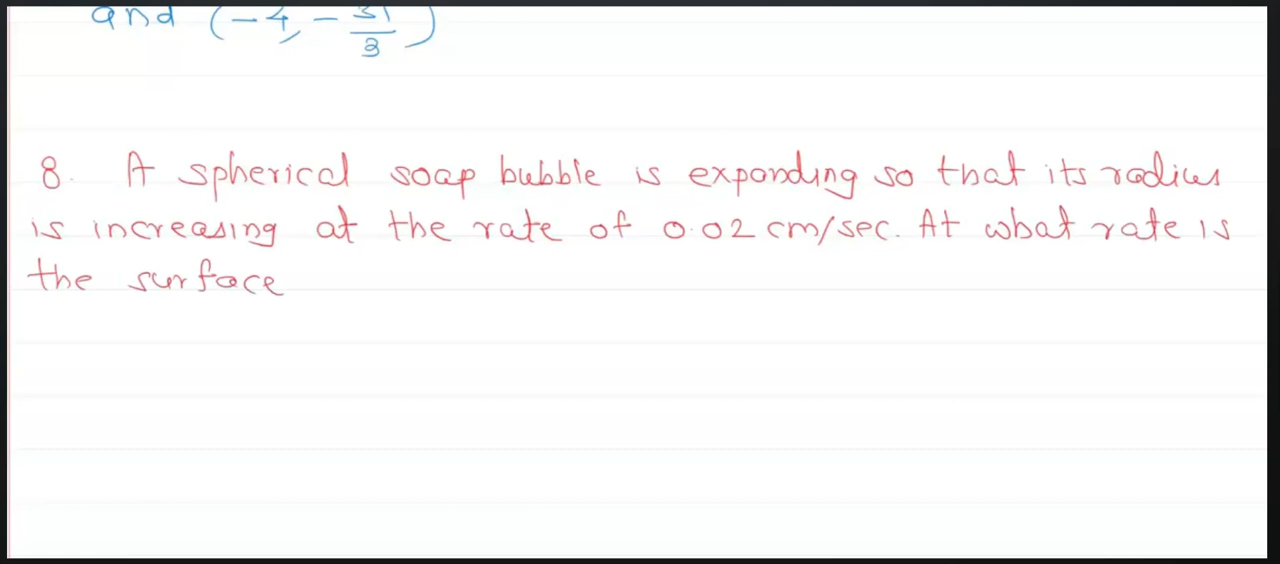 and (-4, -31/3)
8. A spherical soap bubble is expanding so that its radius
is increasing at the rate of 0.02 cm/sec. At what rate is
the surface